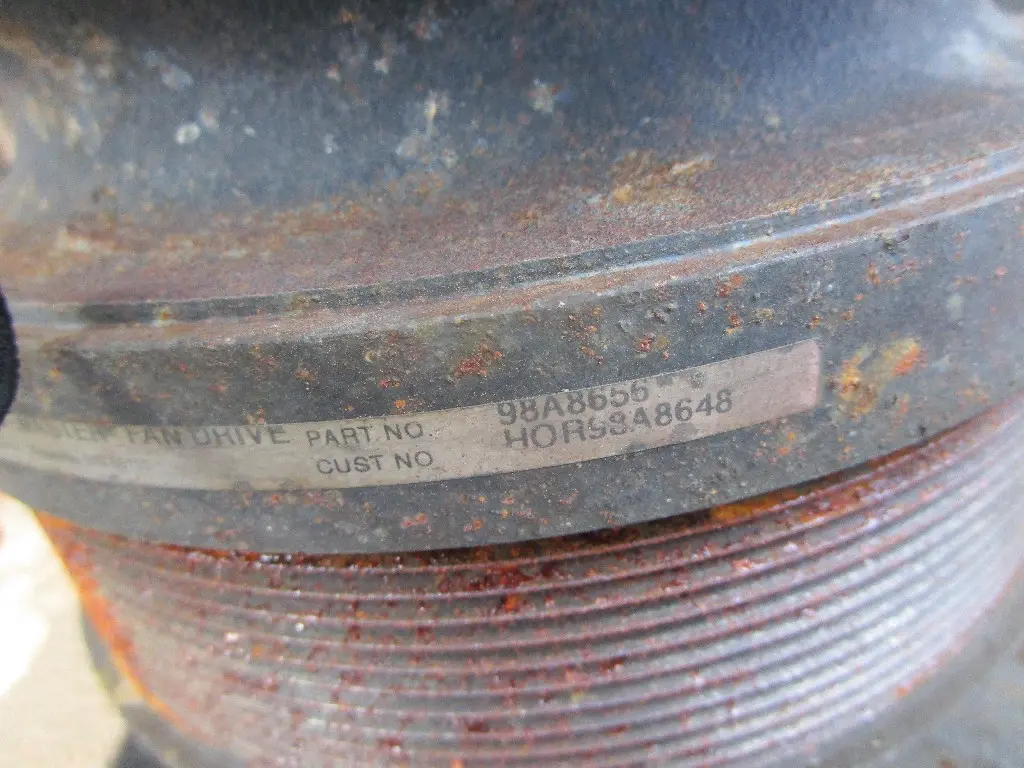 FAN DRIVE PART NO. 98A8656
CUST NO HOR98A8648